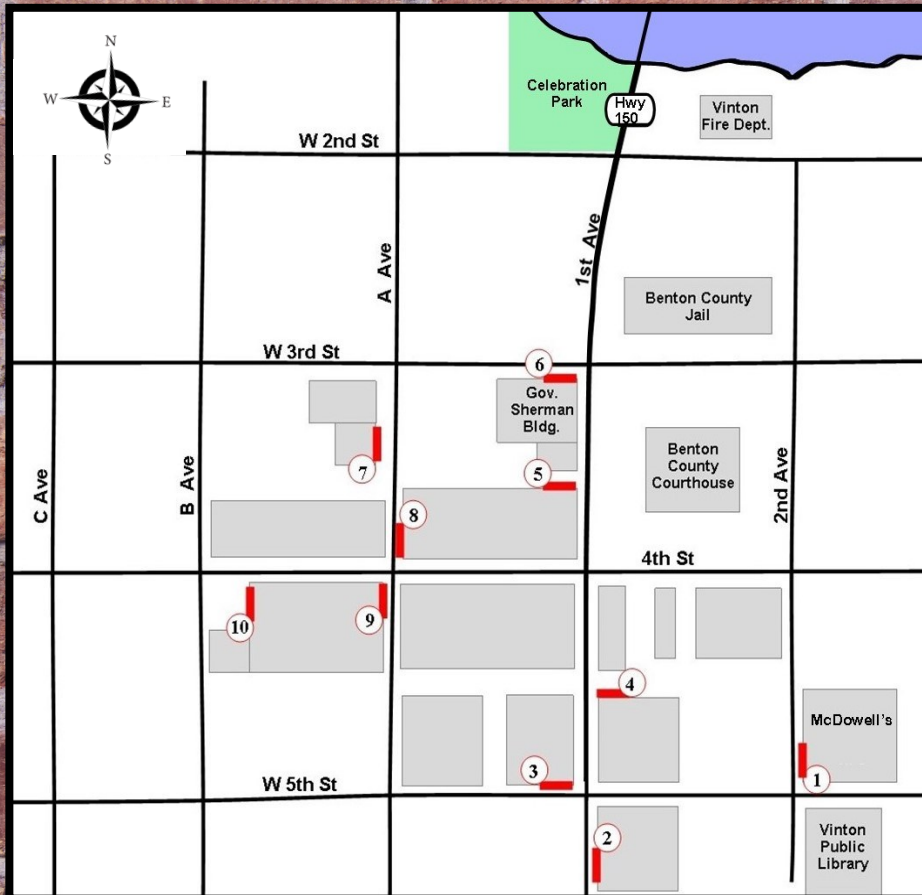 N
W
E
S
Celebration
Park
Hwy
150
Vinton
Fire Dept.
W 2nd St
A Ave
1st Ave
Benton County
Jail
W 3rd St
6
Gov.
Sherman
Bldg.
7
5
Benton
County
Courthouse
C Ave
B Ave
2nd Ave
8
4th St
10
9
4
McDowell's
3
W 5th St
1
2
Vinton
Public
Library